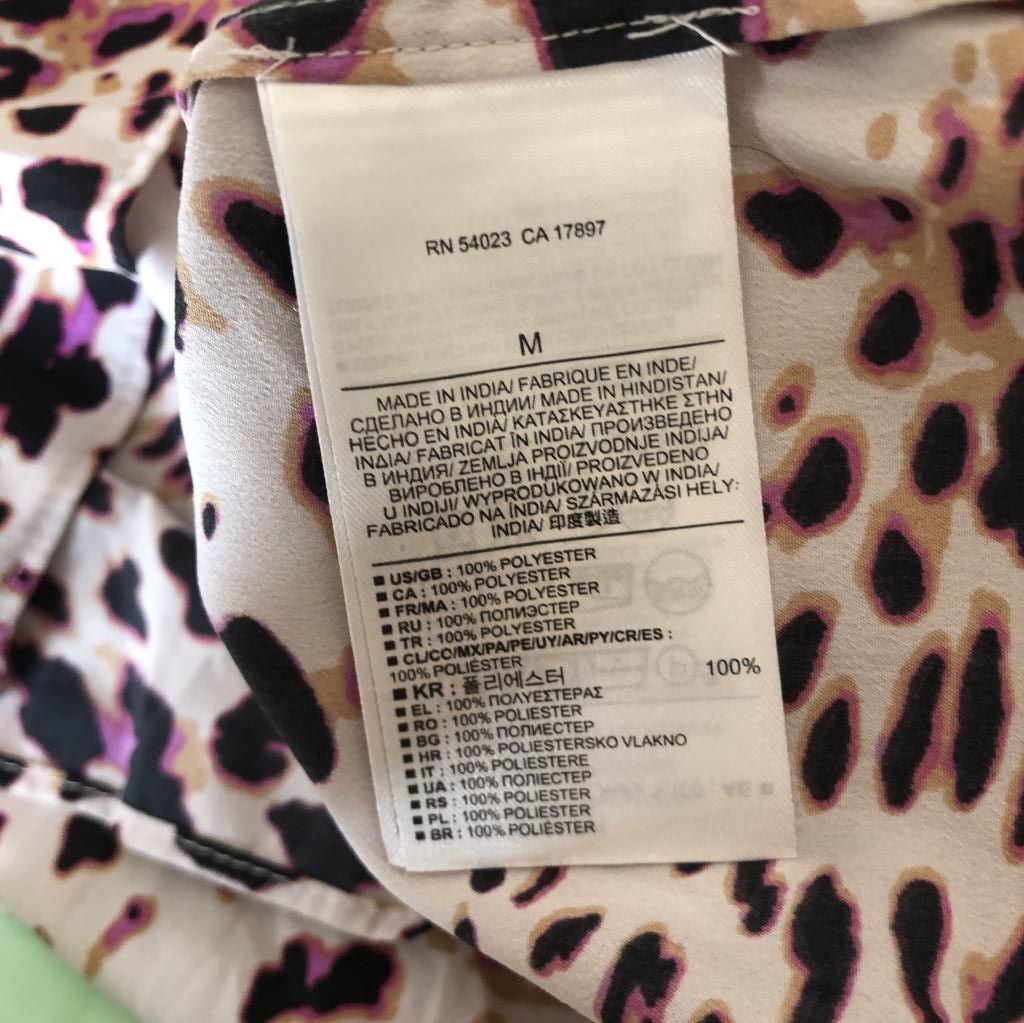 RN 54023 CA 17897
M
MADE IN INDIA/ FABRIQUE EN INDE/
СДЕЛАНО В ИНДИИ/ MADE IN HINDISTAN/
HECHO EN INDIA/ ΚΑΤΑΣΚΕΥΑΣΤΗΚΕ ΣΤΗΝ
ΙΝΔΙΑ/ FABRICAT ÎN INDIA/ ПРОИЗВЕДЕНО
В ИНДИЯ/ ZEMLJA PROIZVODNJE INDIJA/
ВИРОБЛЕНО В ІНДІЇ/ PROIZVEDENO
U INDIJI/ WYPRODUKOWANO W INDIA/
FABRICADO NA ÍNDIA/ SZÁRMAZÁSI HELY:
INDIA/ 印度製造
■ US/GB : 100% POLYESTER
■ CA : 100% POLYESTER
■ FR/MA : 100% POLYESTER
■ RU : 100% ПОЛИЭСТЕР
■ TR : 100% POLYESTER
■ CL/CO/MX/PA/PE/UY/AR/PY/CR/ES :
100% POLIÉSTER
■ KR : 폴리에스터 100%
■ EL : 100% ΠΟΛΥΕΣΤΕΡΑΣ
■ RO : 100% POLIESTER
■ BG : 100% ПОЛИЕСТЕР
■ HR : 100% POLIESTERSKO VLAKNO
■ IT : 100% POLIESTERE
■ UA : 100% ПОЛІЕСТЕР
■ RS : 100% POLIESTER
■ PL : 100% POLIESTER
■ BR : 100% POLIÉSTER